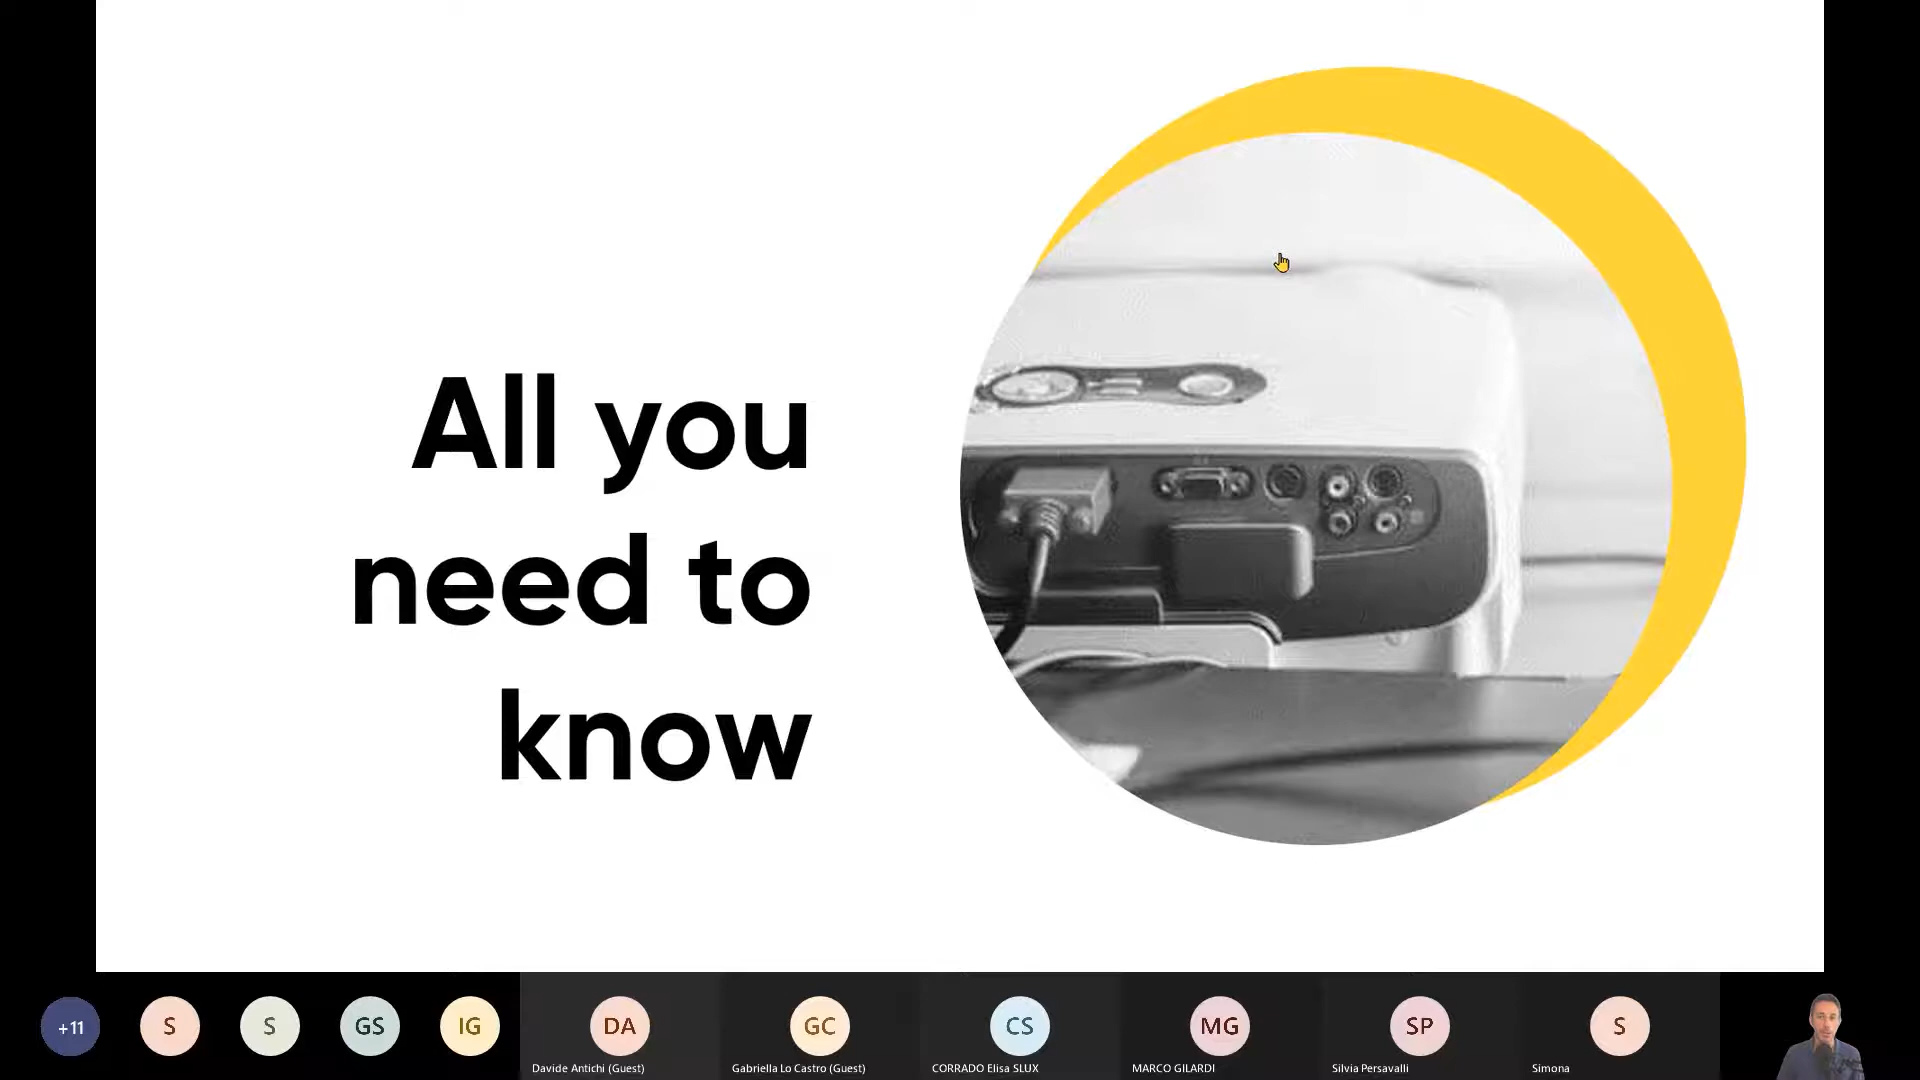 All you
need to
know
+11
S
S
GS
IG
DA
GC
CS
MG
SP
S
Davide Antichi (Guest)
Gabriella Lo Castro (Guest)
CORRADO Elisa SLUX
MARCO GILARDI
Silvia Persavalli
Simona